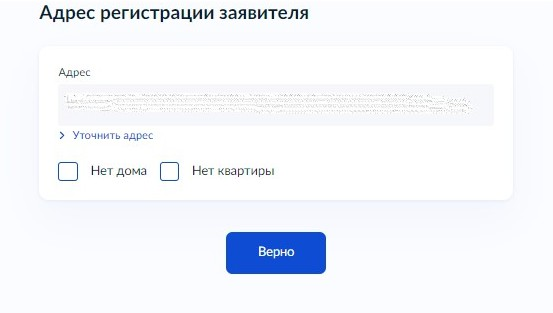 Адрес регистрации заявителя
Адрес
Уточнить адрес
Нет дома
Нет квартиры
Верно